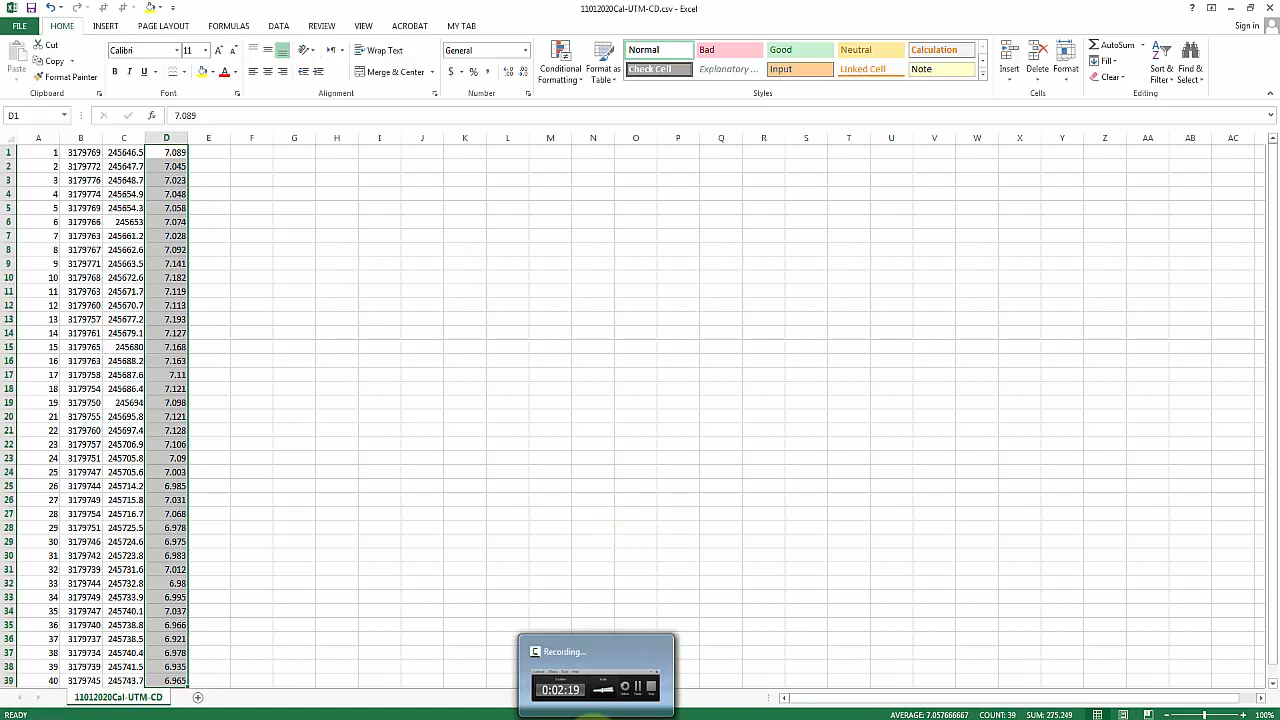 11012020Cal-UTM-CD.csv - Excel
Sign in
FILE HOME INSERT PAGE LAYOUT FORMULAS DATA REVIEW VIEW ACROBAT NEW TAB
Paste
Cut
Copy
Format Painter
Clipboard
Calibri 11
B I U
Font
Wrap Text
Merge & Center
Alignment
General
$ % ,
Number
Conditional Formatting
Format as Table
Normal Bad Good Neutral Calculation
Check Cell Explanatory ... Input Linked Cell Note
Styles
Insert Delete Format
Cells
AutoSum
Fill
Clear
Sort & Filter
Find & Select
Editing
D1 fx 7.089
A B C D E F G H I J K L M N O P Q R S T U V W X Y Z AA AB AC
1 1 3179769 245646.5 7.089
2 2 3179772 245647.7 7.045
3 3 3179776 245648.7 7.023
4 4 3179774 245654.9 7.048
5 5 3179769 245654.3 7.058
6 6 3179766 245653 7.074
7 7 3179763 245661.2 7.028
8 8 3179767 245662.6 7.092
9 9 3179771 245663.5 7.141
10 10 3179768 245672.6 7.182
11 11 3179763 245671.7 7.119
12 12 3179760 245670.7 7.113
13 13 3179757 245677.2 7.193
14 14 3179761 245679.1 7.127
15 15 3179765 245680 7.168
16 16 3179763 245688.2 7.163
17 17 3179758 245687.6 7.11
18 18 3179754 245686.4 7.121
19 19 3179750 245694 7.098
20 21 3179755 245695.8 7.121
21 22 3179760 245697.4 7.128
22 23 3179757 245706.9 7.106
23 24 3179751 245705.8 7.09
24 25 3179747 245705.6 7.003
25 26 3179744 245714.2 6.985
26 27 3179749 245715.8 7.031
27 28 3179754 245716.7 7.068
28 29 3179751 245725.5 6.978
29 30 3179746 245724.6 6.975
30 31 3179742 245723.8 6.983
31 32 3179739 245731.6 7.012
32 33 3179744 245732.8 6.98
33 34 3179747 245733.9 6.995
34 35 3179747 245740.1 7.037
35 36 3179740 245738.8 6.966
36 37 3179737 245738.5 6.921
37 38 3179737 245740.4 6.978
38 39 3179739 245741.5 6.935
39 40 3179745 245743.7 6.965
Recording...
0:02:19
11012020Cal-UTM-CD
READY
AVERAGE: 7.057666667 COUNT: 39 SUM: 275.249
100%